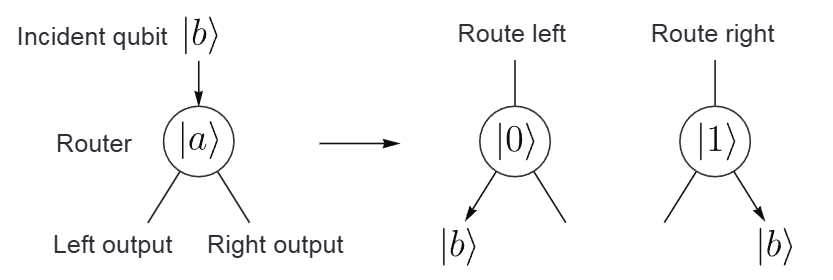 Incident qubit |b⟩
Route left
Route right
Router
|a⟩
|0⟩
|1⟩
Left output
Right output
|b⟩
|b⟩